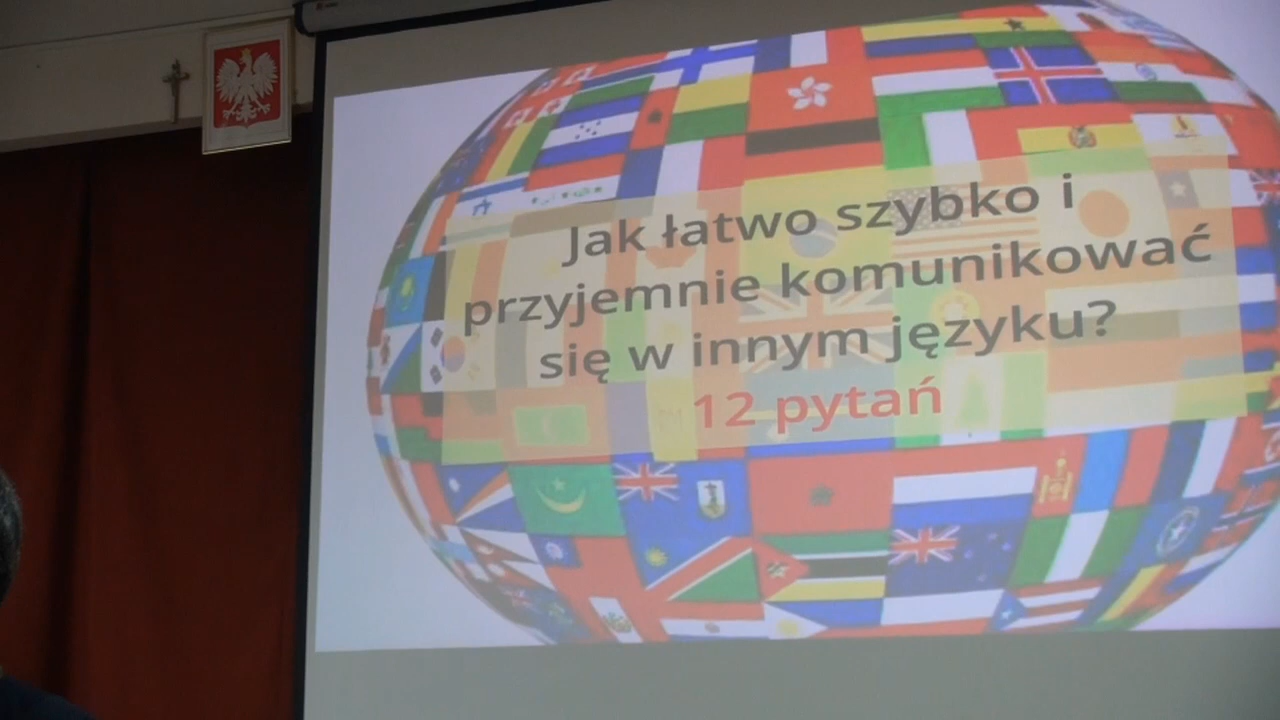 Jak łatwo szybko i
przyjemnie komunikować
się w innym języku?
12 pytań